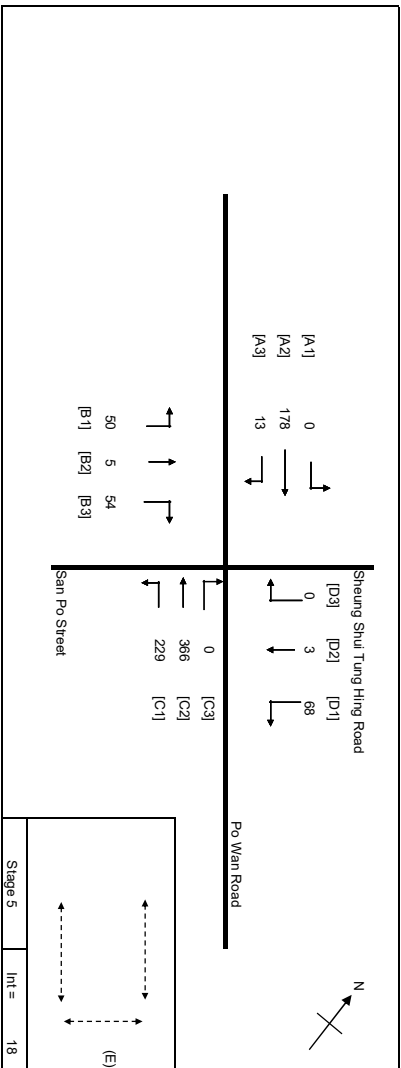 N
Sheung Shui Tung Hing Road
[D3] [D2] [D1]
0 3 68
[A1] 0
[A2] 178
[A3] 13
Po Wan Road
0 [C3]
366 [C2]
229 [C1]
50 5 54
[B1] [B2] [B3]
San Po Street
(E)
Stage 5 Int = 18